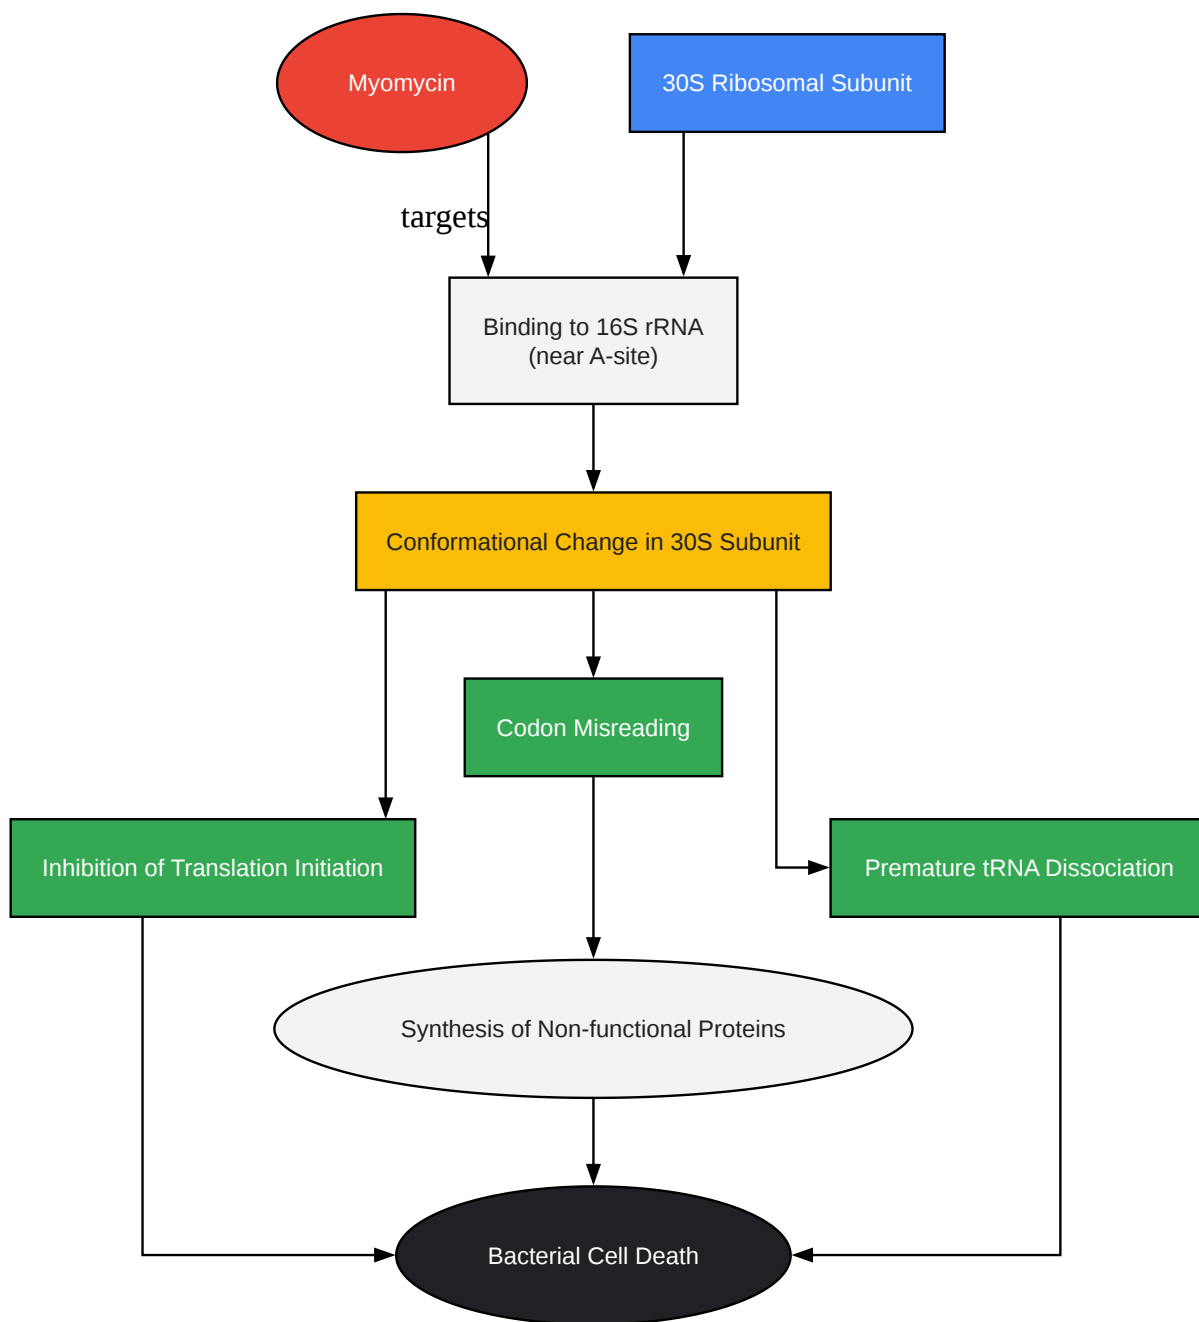 Myomycin
30S Ribosomal Subunit
targets
Binding to 16S rRNA
(near A-site)
Conformational Change in 30S Subunit
Codon Misreading
Inhibition of Translation Initiation
Premature tRNA Dissociation
Synthesis of Non-functional Proteins
Bacterial Cell Death